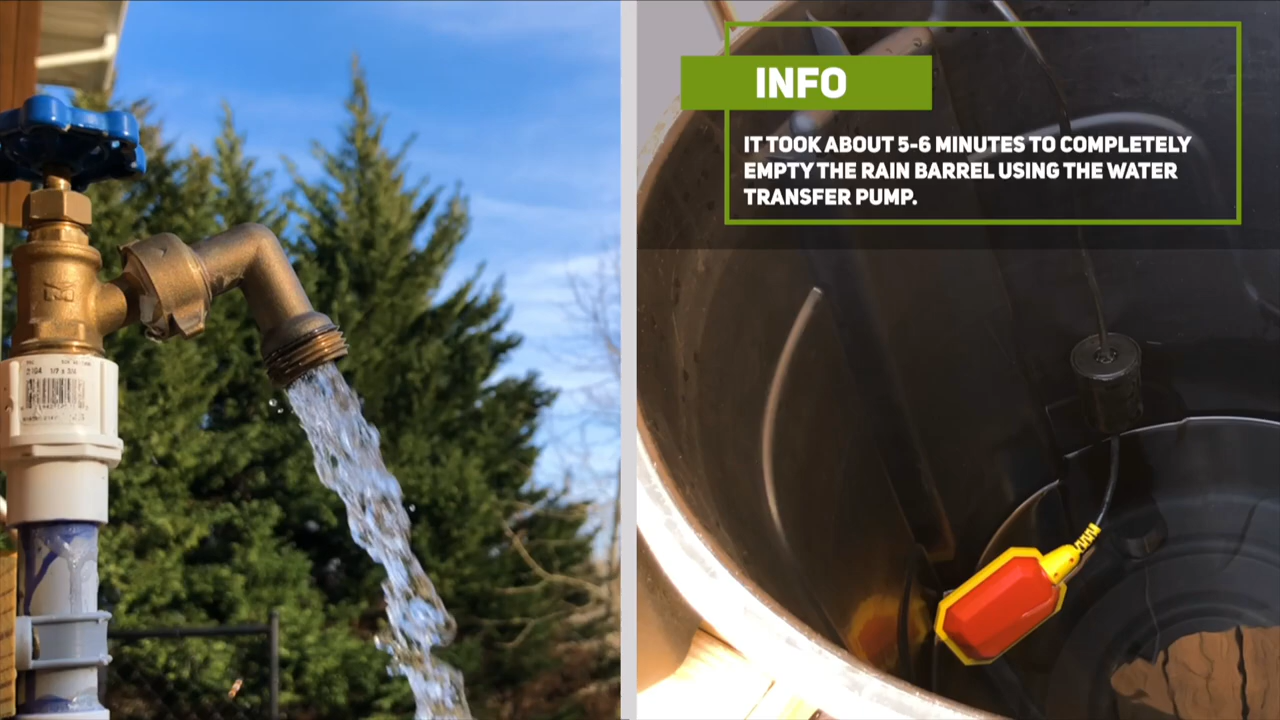 INFO
IT TOOK ABOUT 5-6 MINUTES TO COMPLETELY
EMPTY THE RAIN BARREL USING THE WATER
TRANSFER PUMP.